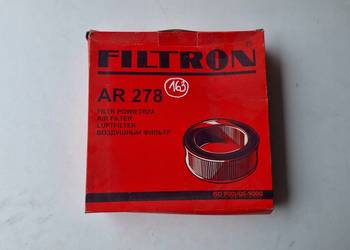 FILTRON®
AR 278
163
FILTR POWIETRZA
AIR FILTER
LUFTFILTER
ВОЗДУШНЫЙ ФИЛЬТР
ISO 9001/QS-9000